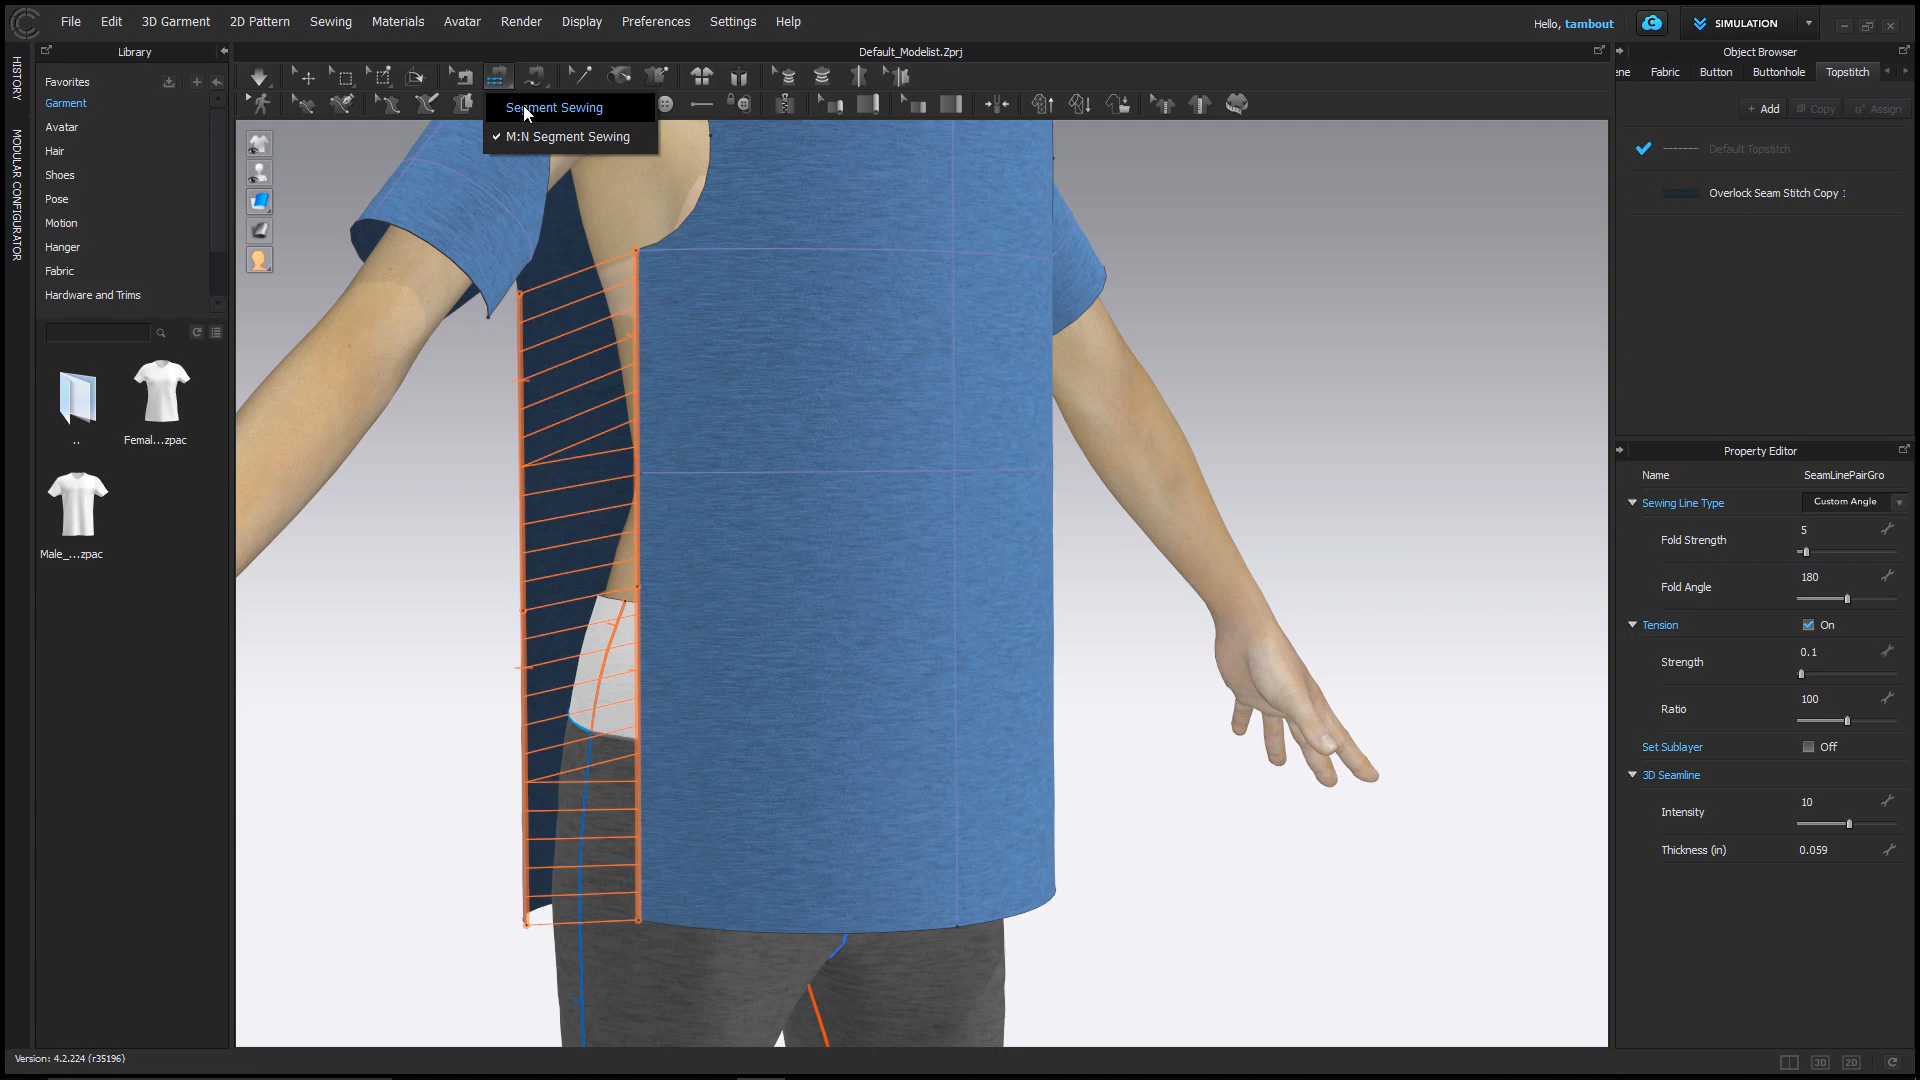 File Edit 3D Garment 2D Pattern Sewing Materials Avatar Render Display Preferences Settings Help
Hello, tambout
SIMULATION
Library
Default_Modelist.Zprj
Object Browser
HISTORY
MODULAR CONFIGURATOR
Favorites
Garment
Avatar
Hair
Shoes
Pose
Motion
Hanger
Fabric
Hardware and Trims
..
Femal...zpac
Male_...zpac
Segment Sewing
M:N Segment Sewing
ene Fabric Button Buttonhole Topstitch
+ Add Copy Assign
Default Topstitch
Overlock Seam Stitch Copy :
Property Editor
Name SeamLinePairGro
Sewing Line Type Custom Angle
Fold Strength 5
Fold Angle 180
Tension On
Strength 0.1
Ratio 100
Set Sublayer Off
3D Seamline
Intensity 10
Thickness (in) 0.059
Version: 4.2.224 (r35196)
3D 2D